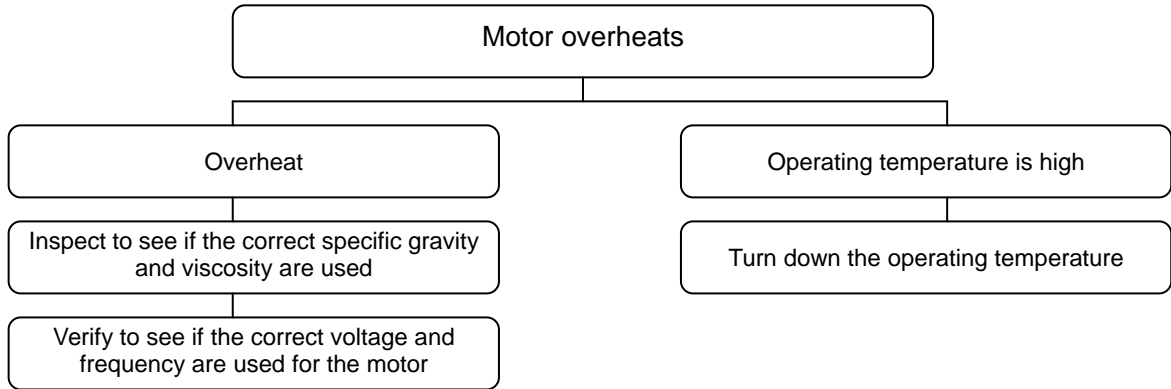 Motor overheats
Overheat
Operating temperature is high
Inspect to see if the correct specific gravity
and viscosity are used
Turn down the operating temperature
Verify to see if the correct voltage and
frequency are used for the motor